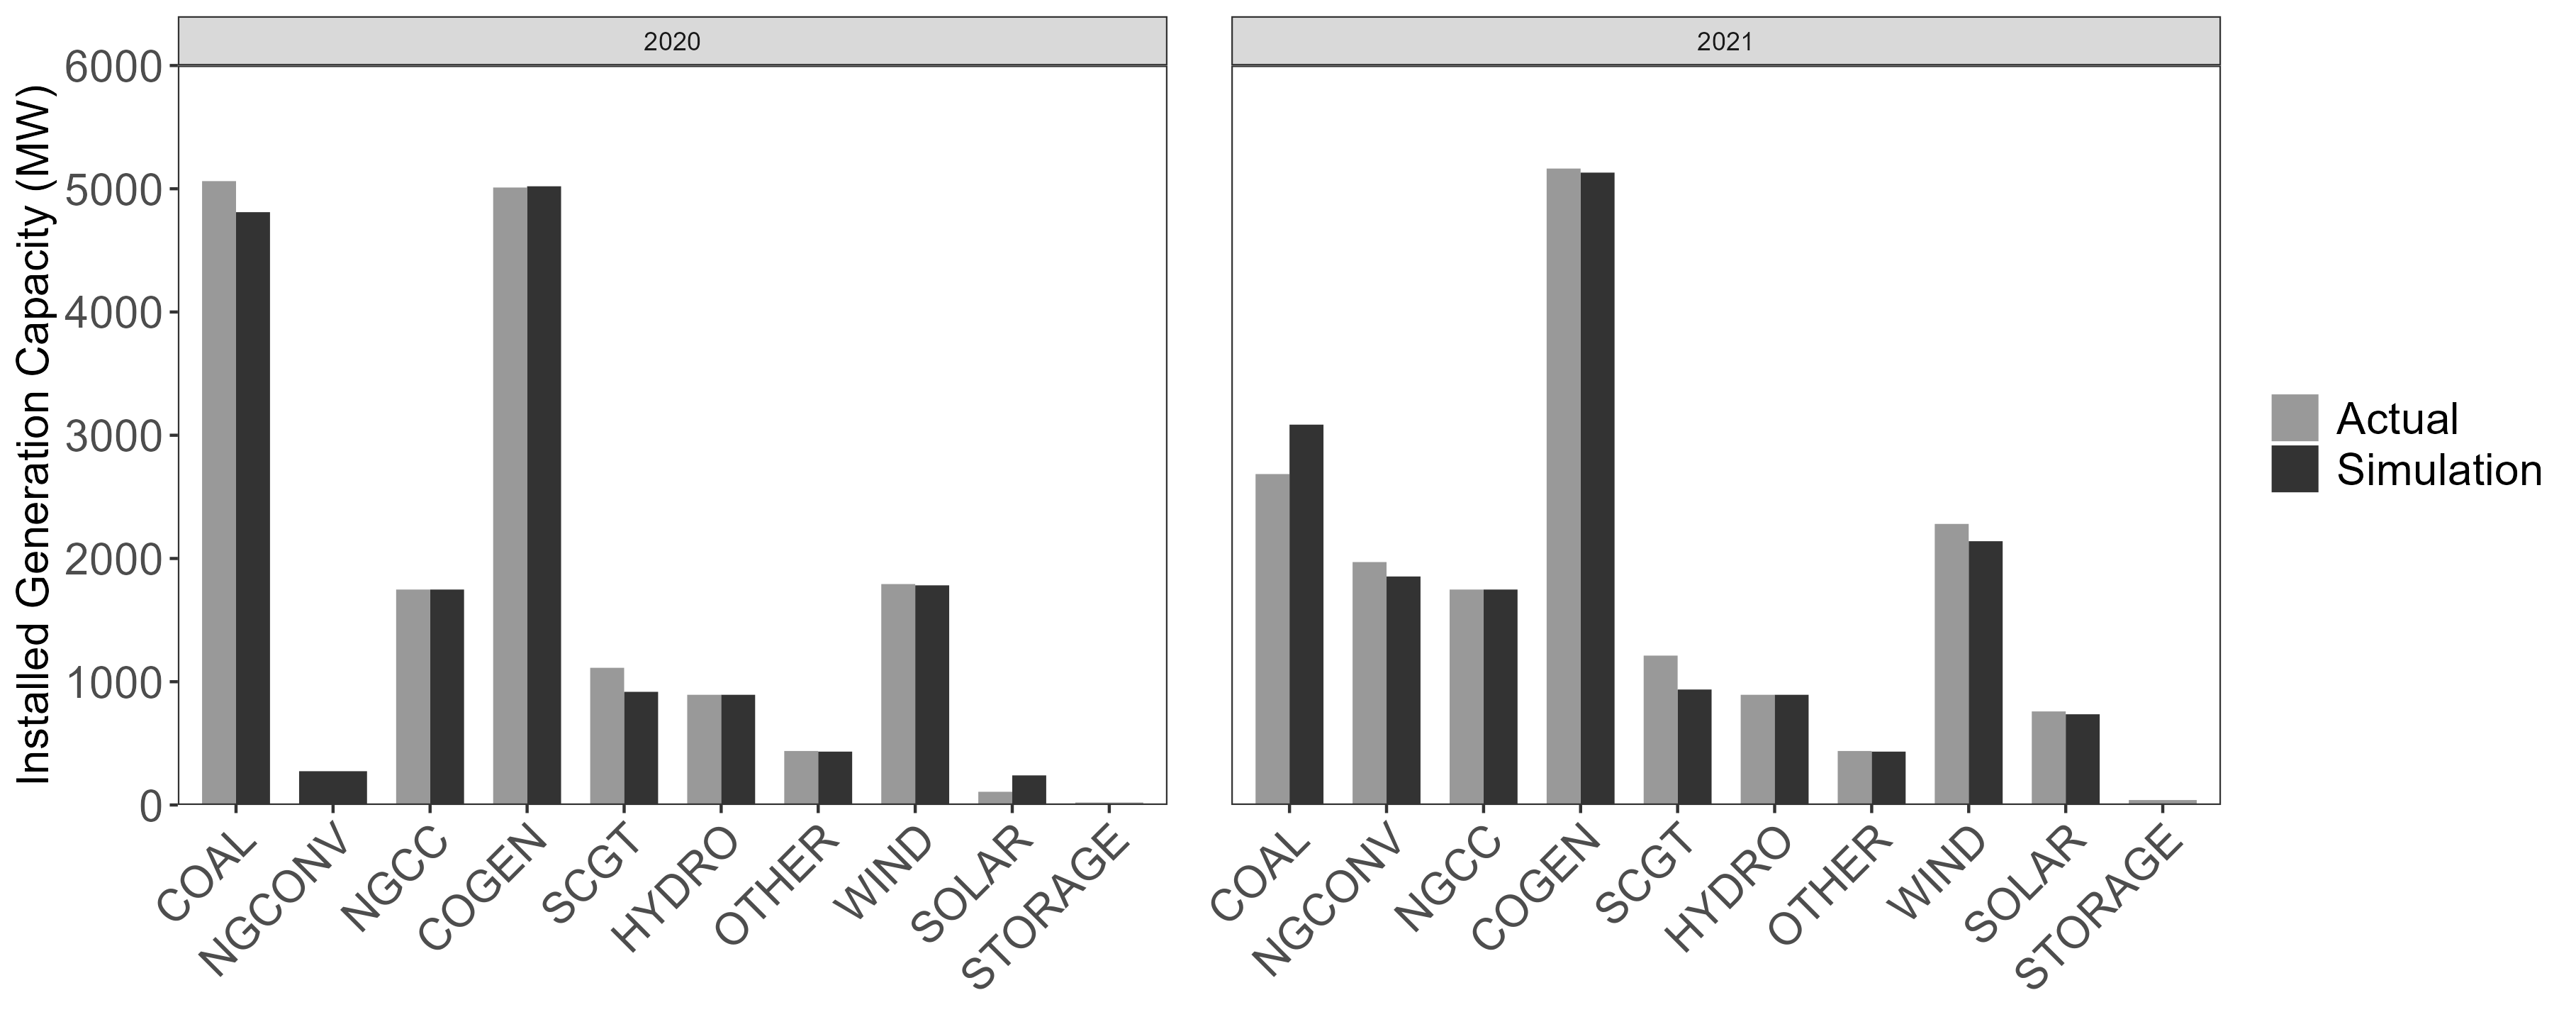 2020
2021
Installed Generation Capacity (MW)
6000
5000
4000
3000
2000
1000
0
COAL
NGCONV
NGCC
COGEN
SCGT
HYDRO
OTHER
WIND
SOLAR
STORAGE
COAL
NGCONV
NGCC
COGEN
SCGT
HYDRO
OTHER
WIND
SOLAR
STORAGE
Actual
Simulation